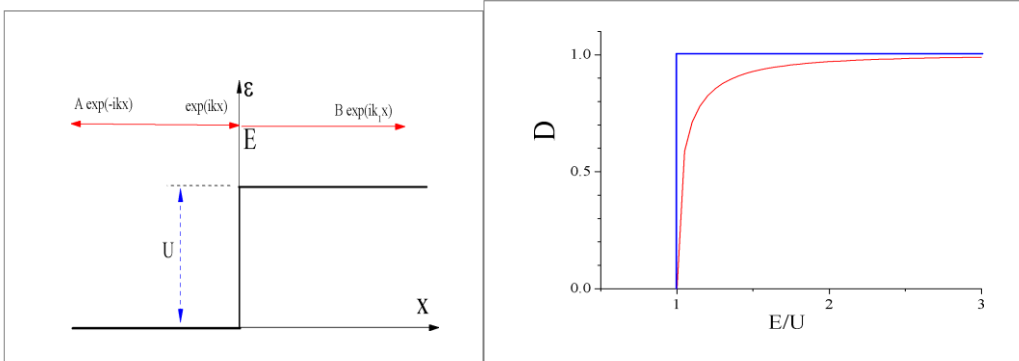 ε
A exp(-ikx) exp(ikx) B exp(ik₁x)
E
U
X
D
1.0
0.5
0.0
1 2 3
E/U